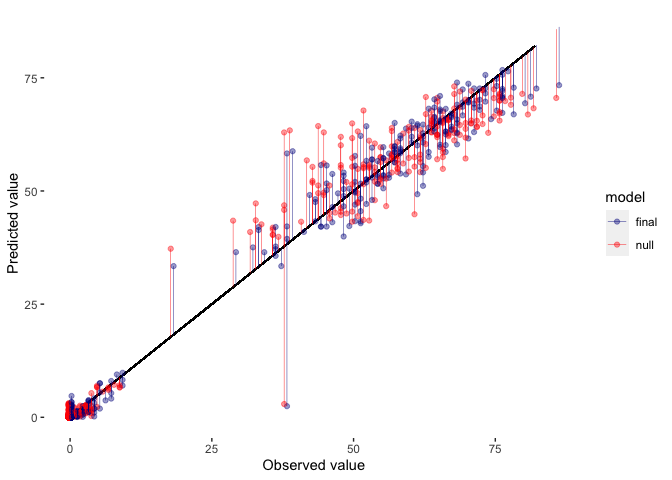 75
50
25
0
Predicted value
0 25 50 75
Observed value
model
final
null